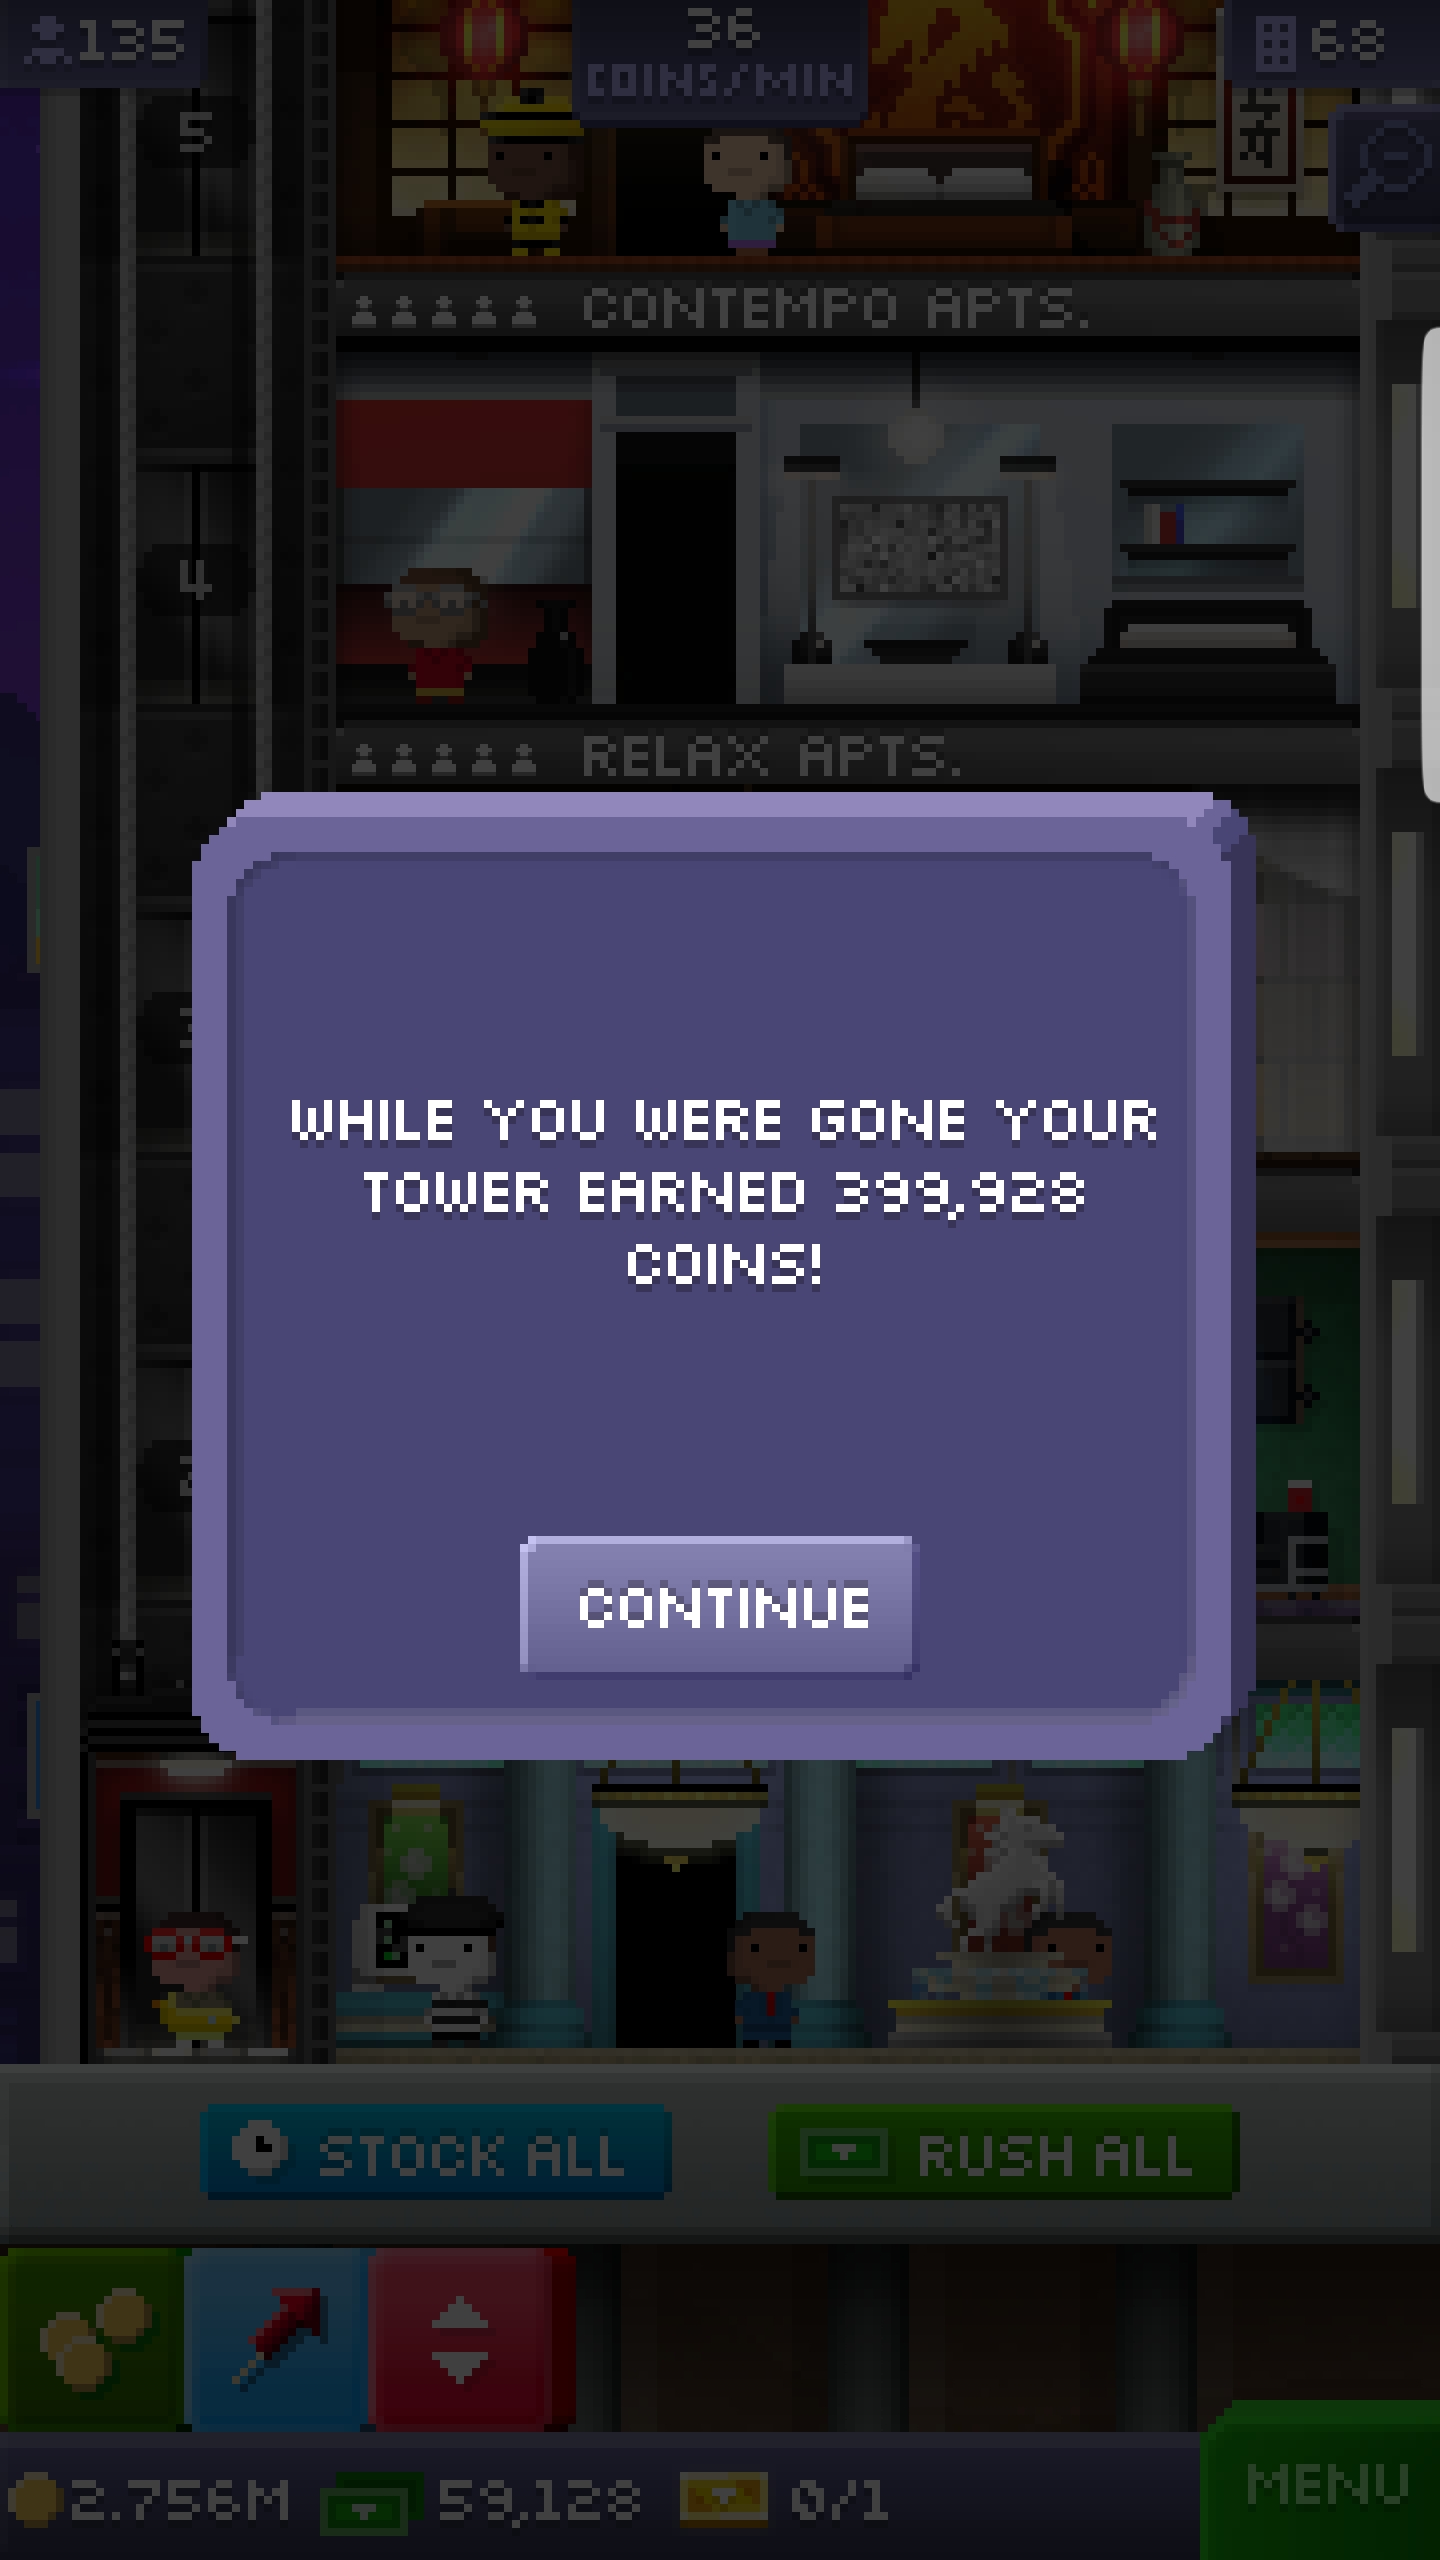 135
36
COINS/MIN
68
5
CONTEMPO APTS.
4
RELAX APTS.
WHILE YOU WERE GONE YOUR
TOWER EARNED 399,928
COINS!
CONTINUE
STOCK ALL
RUSH ALL
2.756M
59,128
0/1
MENU